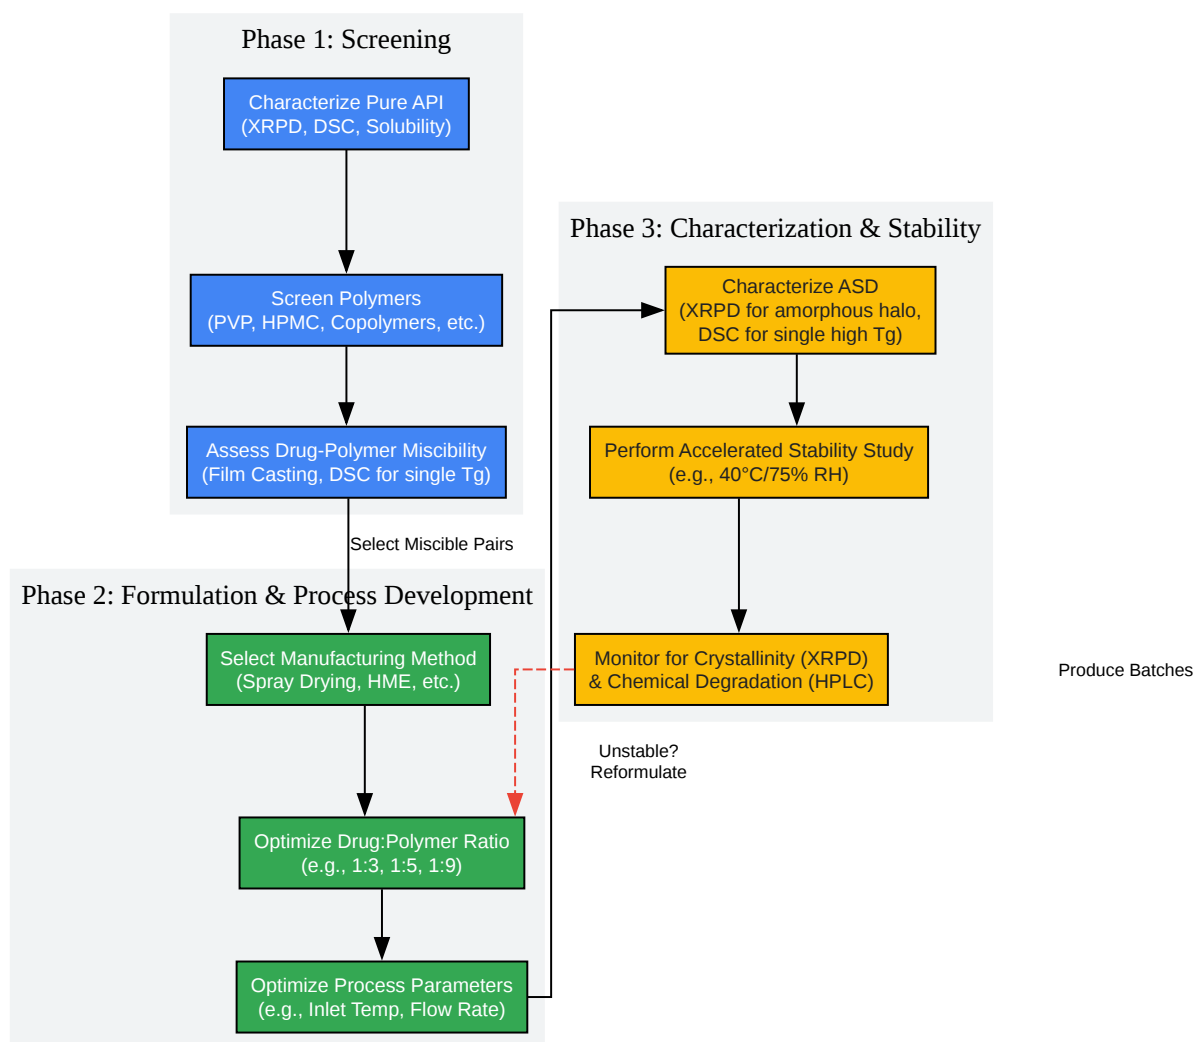 Phase 1: Screening
Characterize Pure API
(XRPD, DSC, Solubility)
Screen Polymers
(PVP, HPMC, Copolymers, etc.)
Assess Drug-Polymer Miscibility
(Film Casting, DSC for single Tg)
Select Miscible Pairs
Phase 2: Formulation & Process Development
Select Manufacturing Method
(Spray Drying, HME, etc.)
Optimize Drug:Polymer Ratio
(e.g., 1:3, 1:5, 1:9)
Optimize Process Parameters
(e.g., Inlet Temp, Flow Rate)
Phase 3: Characterization & Stability
Characterize ASD
(XRPD for amorphous halo,
DSC for single high Tg)
Perform Accelerated Stability Study
(e.g., 40°C/75% RH)
Monitor for Crystallinity (XRPD)
& Chemical Degradation (HPLC)
Unstable?
Reformulate
Produce Batches